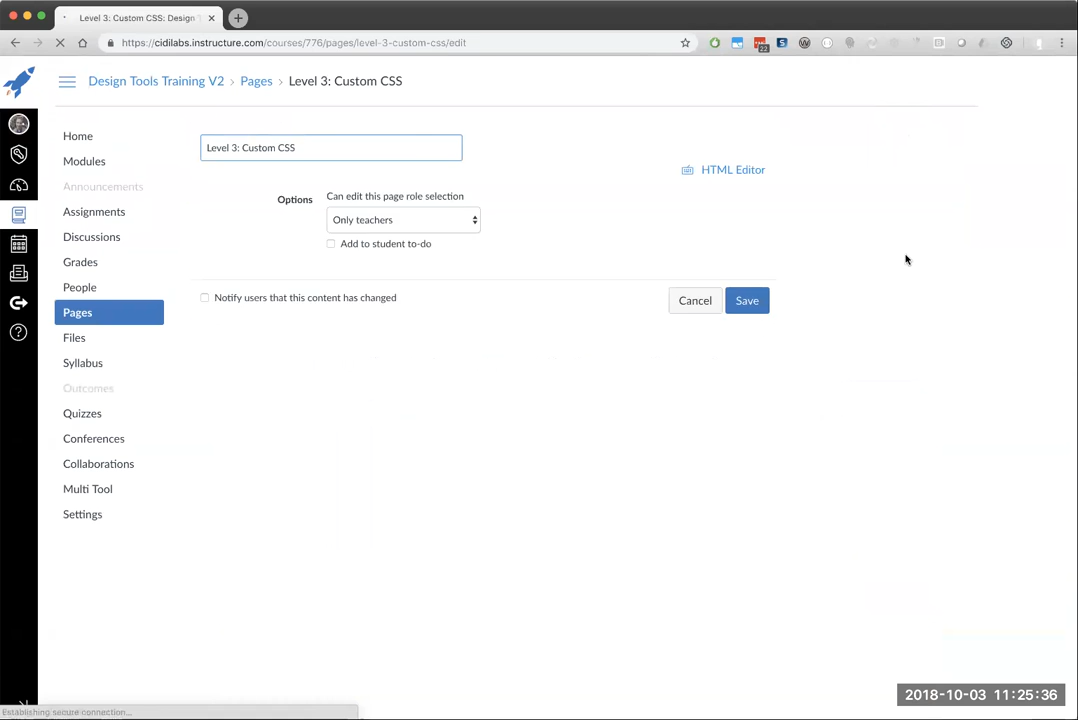 Level 3: Custom CSS: Design T
https://cidilabs.instructure.com/courses/776/pages/level-3-custom-css/edit
22
Design Tools Training V2 > Pages > Level 3: Custom CSS
Home
Modules
Announcements
Assignments
Discussions
Grades
People
Pages
Files
Syllabus
Outcomes
Quizzes
Conferences
Collaborations
Multi Tool
Settings
Level 3: Custom CSS
HTML Editor
Options
Can edit this page role selection
Only teachers
Add to student to-do
Notify users that this content has changed
Cancel
Save
Establishing secure connection...
2018-10-03 11:25:36